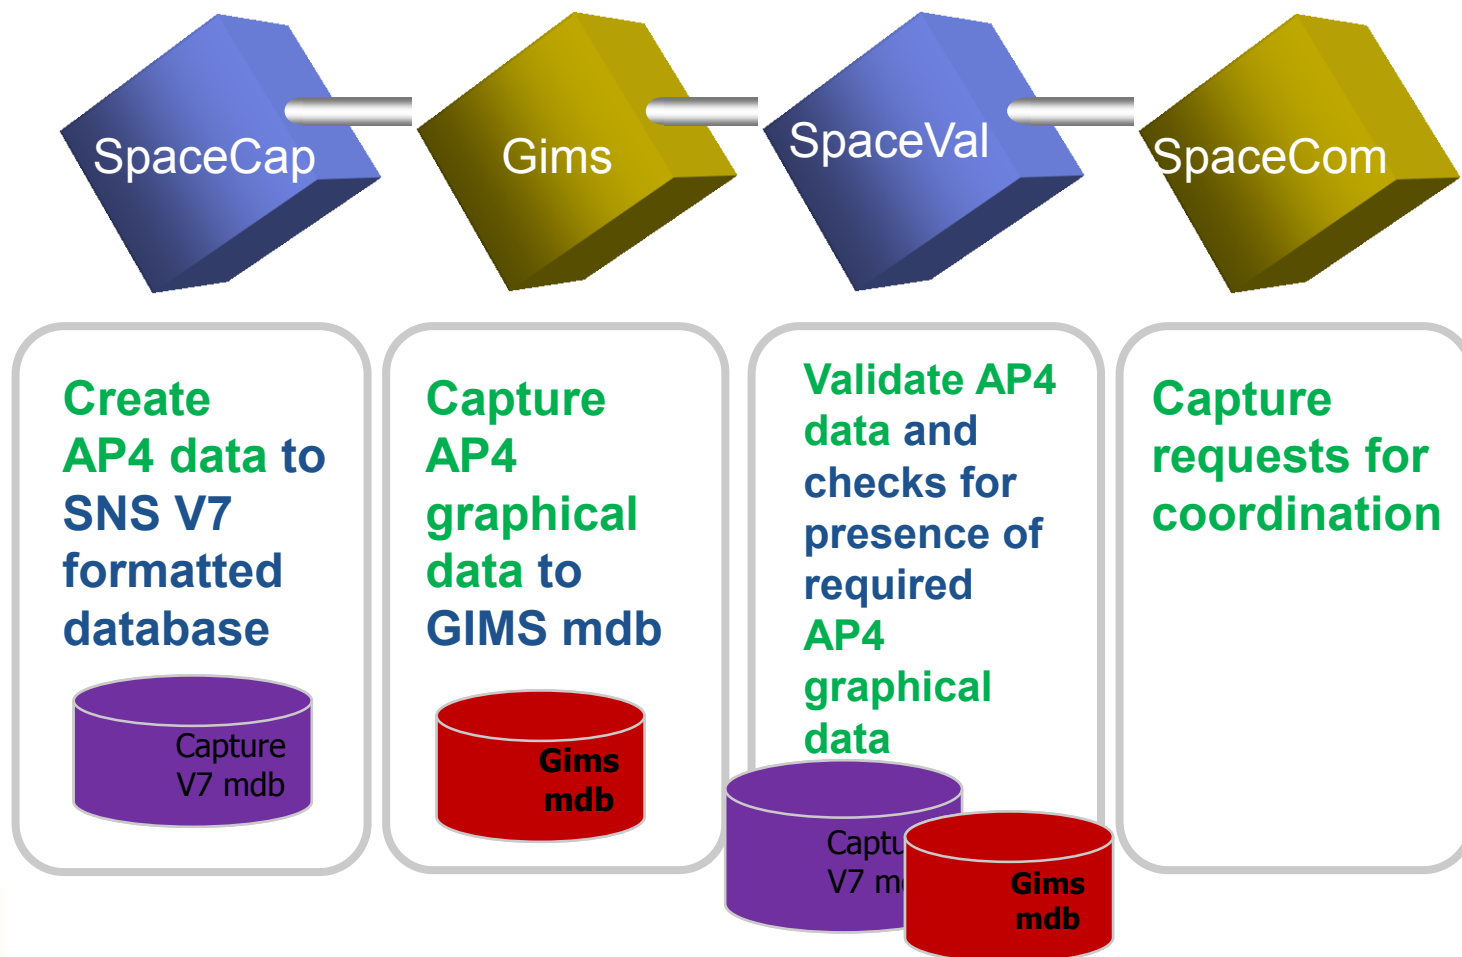 SpaceCap
Gims
SpaceVal
SpaceCom
Create
AP4 data to
SNS V7
formatted
database
Capture
V7 mdb
Capture
AP4
graphical
data to
GIMS mdb
Gims
mdb
Validate AP4
data and
checks for
presence of
required
AP4
graphical
data
V7
Gims
mdb
Capture
requests for
coordination